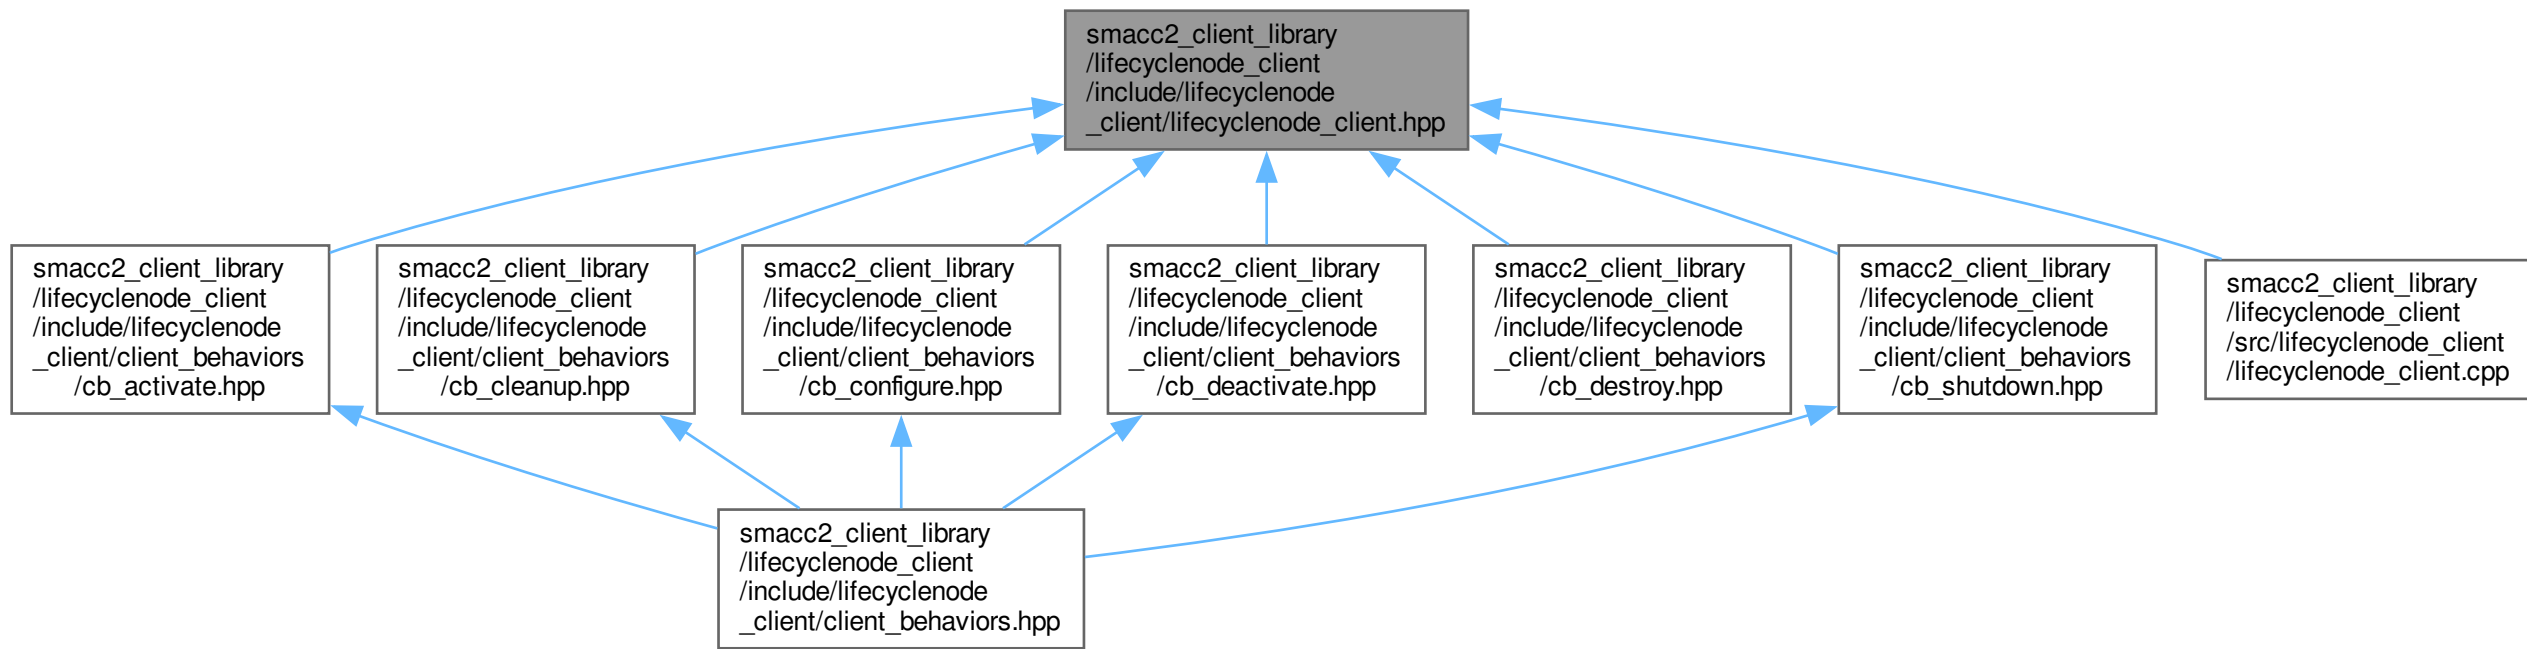 smacc2_client_library
/lifecyclenode_client
/include/lifecyclenode
_client/lifecyclenode_client.hpp
smacc2_client_library
/lifecyclenode_client
/include/lifecyclenode
_client/client_behaviors
/cb_activate.hpp
smacc2_client_library
/lifecyclenode_client
/include/lifecyclenode
_client/client_behaviors
/cb_cleanup.hpp
smacc2_client_library
/lifecyclenode_client
/include/lifecyclenode
_client/client_behaviors
/cb_configure.hpp
smacc2_client_library
/lifecyclenode_client
/include/lifecyclenode
_client/client_behaviors
/cb_deactivate.hpp
smacc2_client_library
/lifecyclenode_client
/include/lifecyclenode
_client/client_behaviors
/cb_destroy.hpp
smacc2_client_library
/lifecyclenode_client
/include/lifecyclenode
_client/client_behaviors
/cb_shutdown.hpp
smacc2_client_library
/lifecyclenode_client
/src/lifecyclenode_client
/lifecyclenode_client.cpp
smacc2_client_library
/lifecyclenode_client
/include/lifecyclenode
_client/client_behaviors.hpp